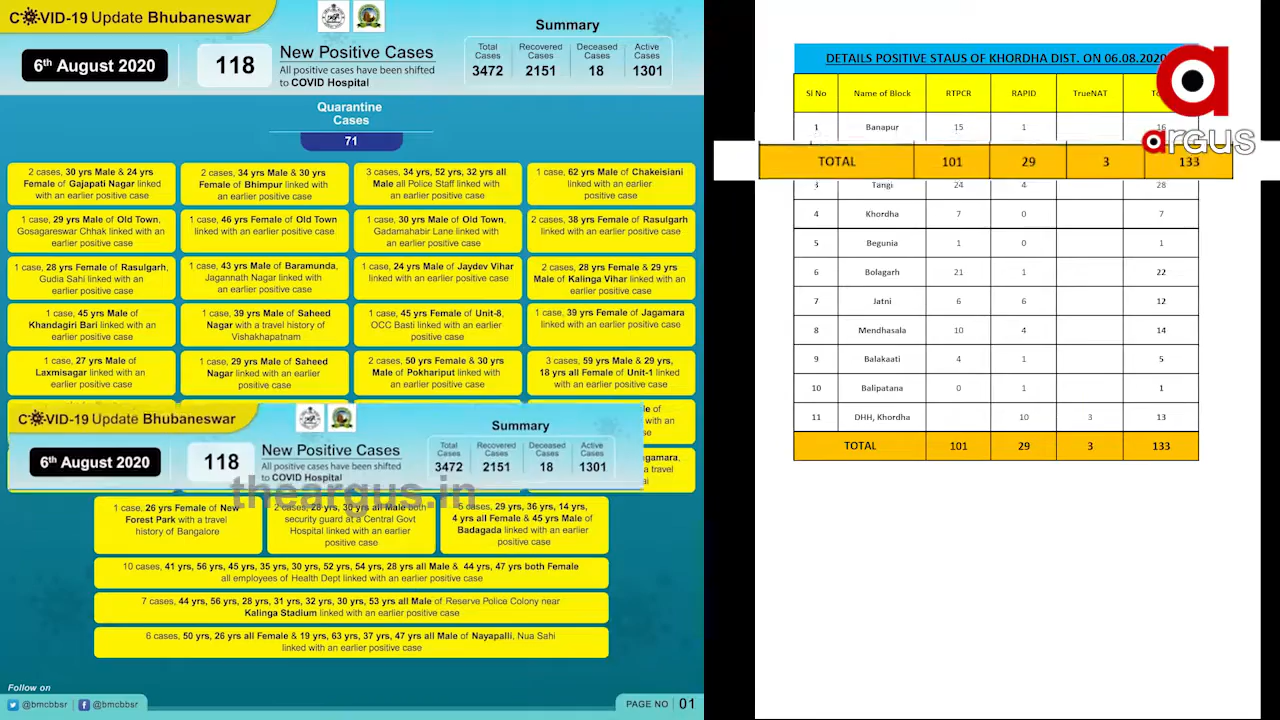 COVID-19 Update Bhubaneswar
6th August 2020
118
New Positive Cases
All positive cases have been shifted
to COVID Hospital
Summary
Total Cases
3472
Recovered Cases
2151
Deceased Cases
18
Active Cases
1301
Quarantine
Cases
71
2 cases, 30 yrs Male & 24 yrs
Female of Gajapati Nagar linked
with an earlier positive case
2 cases, 34 yrs Male & 30 yrs
Female of Bhimpur linked with
an earlier positive case
3 cases, 34 yrs, 52 yrs, 32 yrs all
Male all Police Staff linked with
an earlier positive case
1 case, 62 yrs Male of Chakeisiani
linked with an earlier
positive case
1 case, 29 yrs Male of Old Town,
Gosagareswar Chhak linked with an
earlier positive case
1 case, 46 yrs Female of Old Town
linked with an earlier positive case
1 case, 30 yrs Male of Old Town,
Gadamahabir Lane linked with
an earlier positive case
2 cases, 38 yrs Female of Rasulgarh
linked with an earlier positive case
1 case, 28 yrs Female of Rasulgarh,
Gudia Sahi linked with an
earlier positive case
1 case, 43 yrs Male of Baramunda,
Jagannath Nagar linked with
an earlier positive case
1 case, 24 yrs Male of Jaydev Vihar
linked with an earlier positive case
2 cases, 28 yrs Female & 29 yrs
Male of Kalinga Vihar linked with an
earlier positive case
1 case, 45 yrs Male of
Khandagiri Bari linked with an
earlier positive case
1 case, 39 yrs Male of Saheed
Nagar with a travel history of
Vishakhapatnam
1 case, 45 yrs Female of Unit-8,
OCC Basti linked with an earlier
positive case
1 case, 39 yrs Female of Jagamara
linked with an earlier positive case
1 case, 27 yrs Male of
Laxmisagar linked with an
earlier positive case
1 case, 29 yrs Male of Saheed
Nagar linked with an earlier
positive case
2 cases, 50 yrs Female & 30 yrs
Male of Pokhariput linked with
an earlier positive case
3 cases, 59 yrs Male & 29 yrs,
18 yrs all Female of Unit-1 linked
with an earlier positive case
COVID-19 Update Bhubaneswar
6th August 2020
118
New Positive Cases
All positive cases have been shifted
to COVID Hospital
Summary
Total Cases
3472
Recovered Cases
2151
Deceased Cases
18
Active Cases
1301
theargus.in
1 case, 26 yrs Female of New
Forest Park with a travel
history of Bangalore
2 cases, 28 yrs, 30 yrs all Male both
security guard at a Central Govt
Hospital linked with an earlier
positive case
5 cases, 29 yrs, 36 yrs, 14 yrs,
4 yrs all Female & 45 yrs Male of
Badagada linked with an earlier
positive case
10 cases, 41 yrs, 56 yrs, 45 yrs, 35 yrs, 30 yrs, 52 yrs, 54 yrs, 28 yrs all Male & 44 yrs, 47 yrs both Female
all employees of Health Dept linked with an earlier positive case
7 cases, 44 yrs, 56 yrs, 28 yrs, 31 yrs, 32 yrs, 30 yrs, 53 yrs all Male of Reserve Police Colony near
Kalinga Stadium linked with an earlier positive case
6 cases, 50 yrs, 26 yrs all Female & 19 yrs, 63 yrs, 37 yrs, 47 yrs all Male of Nayapalli, Nua Sahi
linked with an earlier positive case
Follow on
@bmcbbsr @bmcbbsr
PAGE NO 01
DETAILS POSITIVE STAUS OF KHORDHA DIST. ON 06.08.2020
Sl No Name of Block RTPCR RAPID TrueNAT
1 Banapur 15 1 16
argus
TOTAL 101 29 3 133
3 Tangi 24 4 28
4 Khordha 7 0 7
5 Begunia 1 0 1
6 Bolagarh 21 1 22
7 Jatni 6 6 12
8 Mendhasala 10 4 14
9 Balakaati 4 1 5
10 Balipatana 0 1 1
11 DHH, Khordha 10 3 13
TOTAL 101 29 3 133